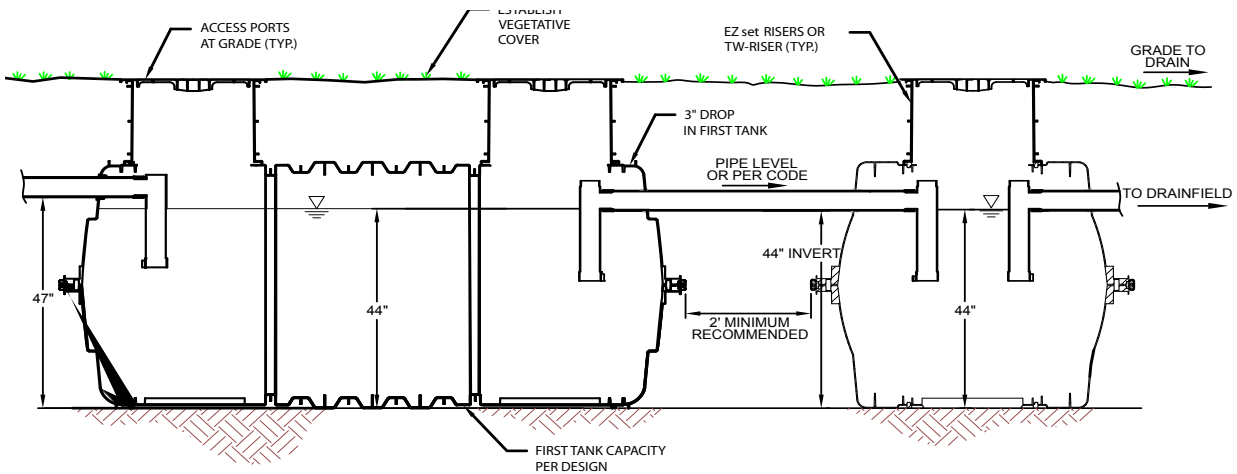 ESTABLISH
VEGETATIVE
COVER
ACCESS PORTS
AT GRADE (TYP.)
EZ set RISERS OR
TW-RISER (TYP.)
GRADE TO
DRAIN
3" DROP
IN FIRST TANK
PIPE LEVEL
OR PER CODE
TO DRAINFIELD
44" INVERT
47"
44"
44"
2' MINIMUM
RECOMMENDED
FIRST TANK CAPACITY
PER DESIGN